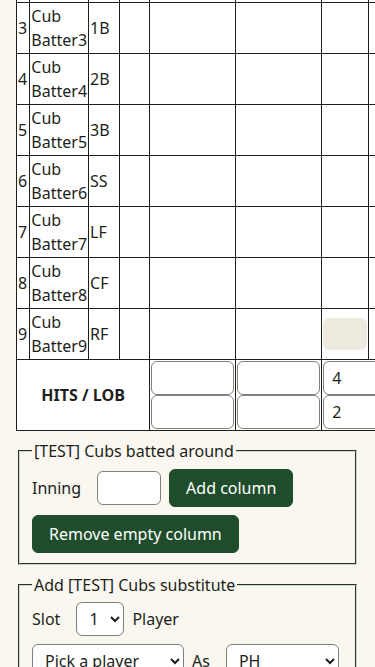 3 Cub Batter3 1B
4 Cub Batter4 2B
5 Cub Batter5 3B
6 Cub Batter6 SS
7 Cub Batter7 LF
8 Cub Batter8 CF
9 Cub Batter9 RF
HITS / LOB 4
2
[TEST] Cubs batted around
Inning Add column
Remove empty column
Add [TEST] Cubs substitute
Slot 1 Player
Pick a player As PH